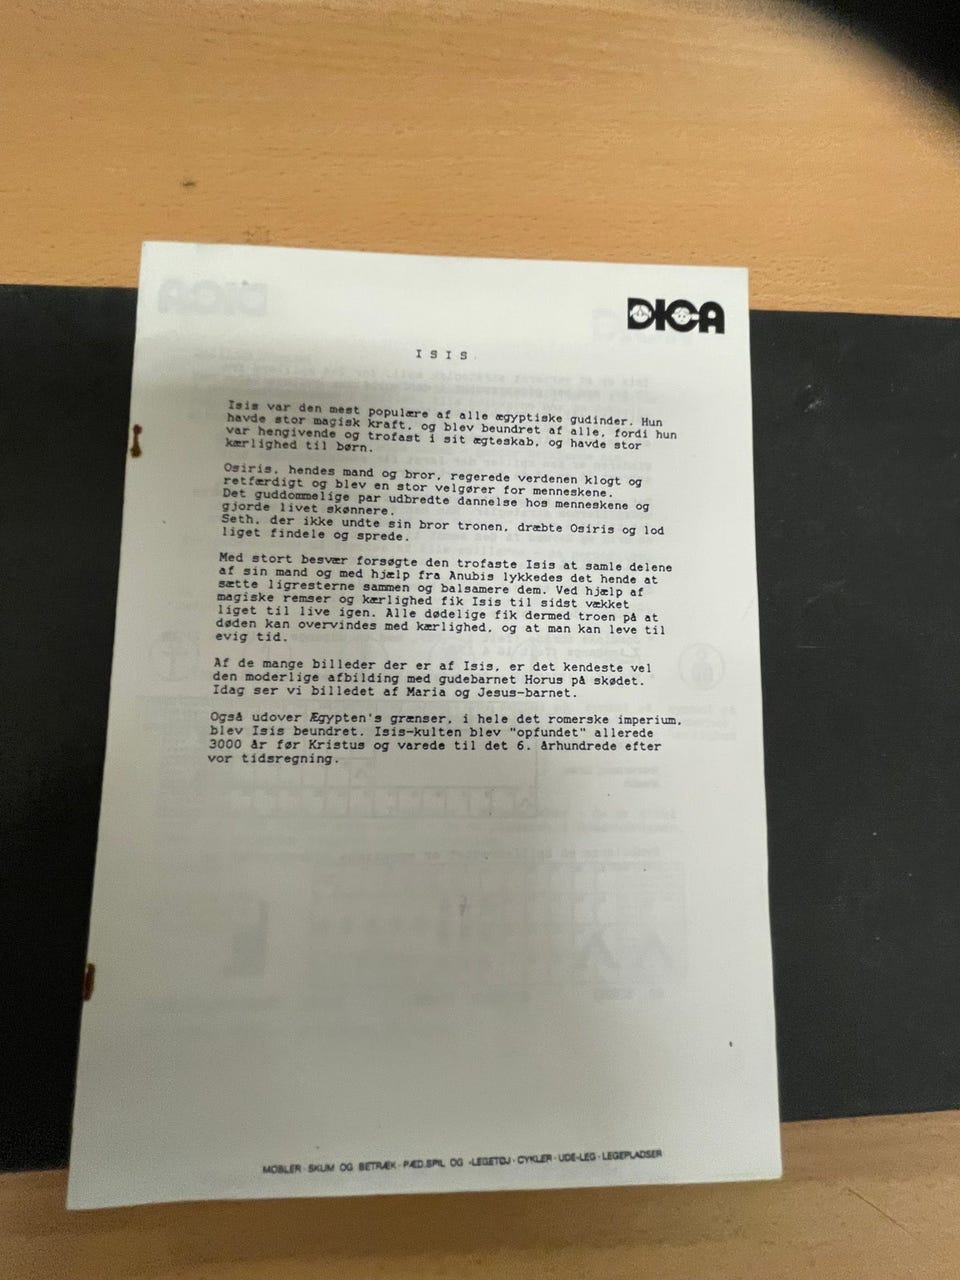 DICA
ISIS
Isis var den mest populære af alle ægyptiske gudinder. Hun
havde stor magisk kraft, og blev beundret af alle, fordi hun
var hengivende og trofast i sit ægteskab, og havde stor
kærlighed til børn.
Osiris, hendes mand og bror, regerede verdenen klogt og
retfærdigt og blev en stor velgører for menneskene.
Det guddommelige par udbredte dannelse hos menneskene og
gjorde livet skønnere.
Seth, der ikke undte sin bror tronen, dræbte Osiris og lod
liget findele og sprede.
Med stort besvær forsøgte den trofaste Isis at samle delene
af sin mand og med hjælp fra Anubis lykkedes det hende at
sætte ligresterne sammen og balsamere dem. Ved hjælp af
magiske remser og kærlighed fik Isis til sidst vækket
liget til live igen. Alle dødelige fik dermed troen på at
døden kan overvindes med kærlighed, og at man kan leve til
evig tid.
Af de mange billeder der er af Isis, er det kendeste vel
den moderlige afbilding med gudebarnet Horus på skødet.
Idag ser vi billedet af Maria og Jesus-barnet.
Også udover Ægypten's grænser, i hele det romerske imperium,
blev Isis beundret. Isis-kulten blev "opfundet" allerede
3000 år før Kristus og varede til det 6. århundrede efter
vor tidsregning.
MØBLER · SKUM OG BETRÆK · PÆD.SPIL OG -LEGETØJ · CYKLER · UDE-LEG · LEGEPLADSER